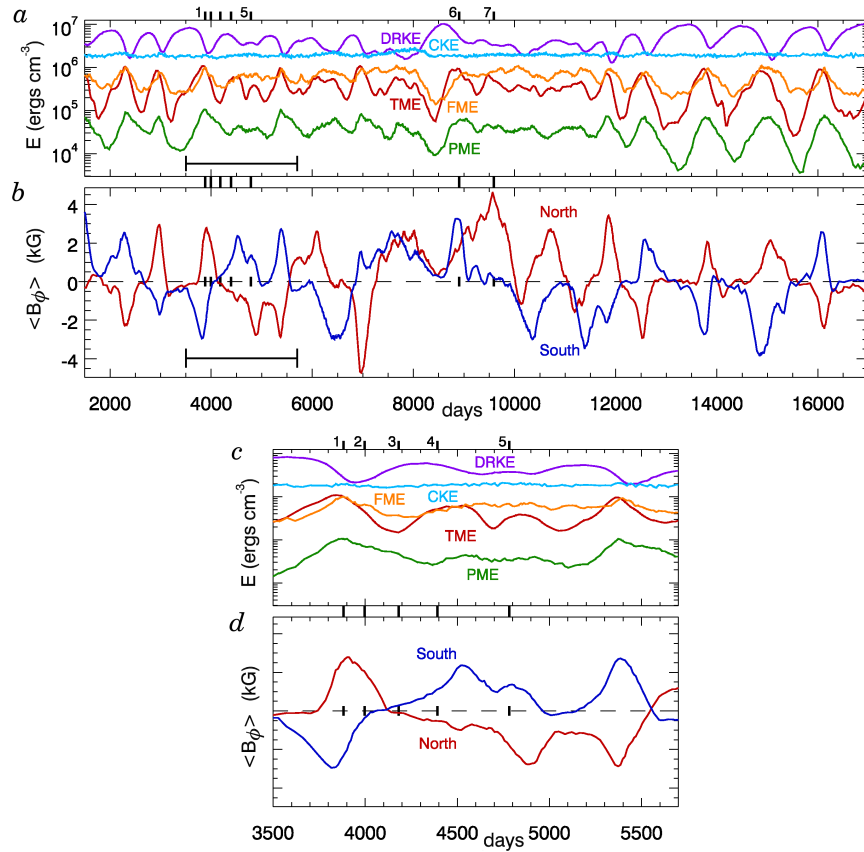 a
1 5 6 7
10^7
10^6
10^5
10^4
E (ergs cm^-3)
DRKE
CKE
TME
FME
PME
b
4
2
0
-2
-4
<B_ϕ> (kG)
North
South
2000 4000 6000 8000 10000 12000 14000 16000
days
c
1 2 3 4 5
E (ergs cm^-3)
DRKE
FME
CKE
TME
PME
d
<B_ϕ> (kG)
South
North
3500 4000 4500 5000 5500
days